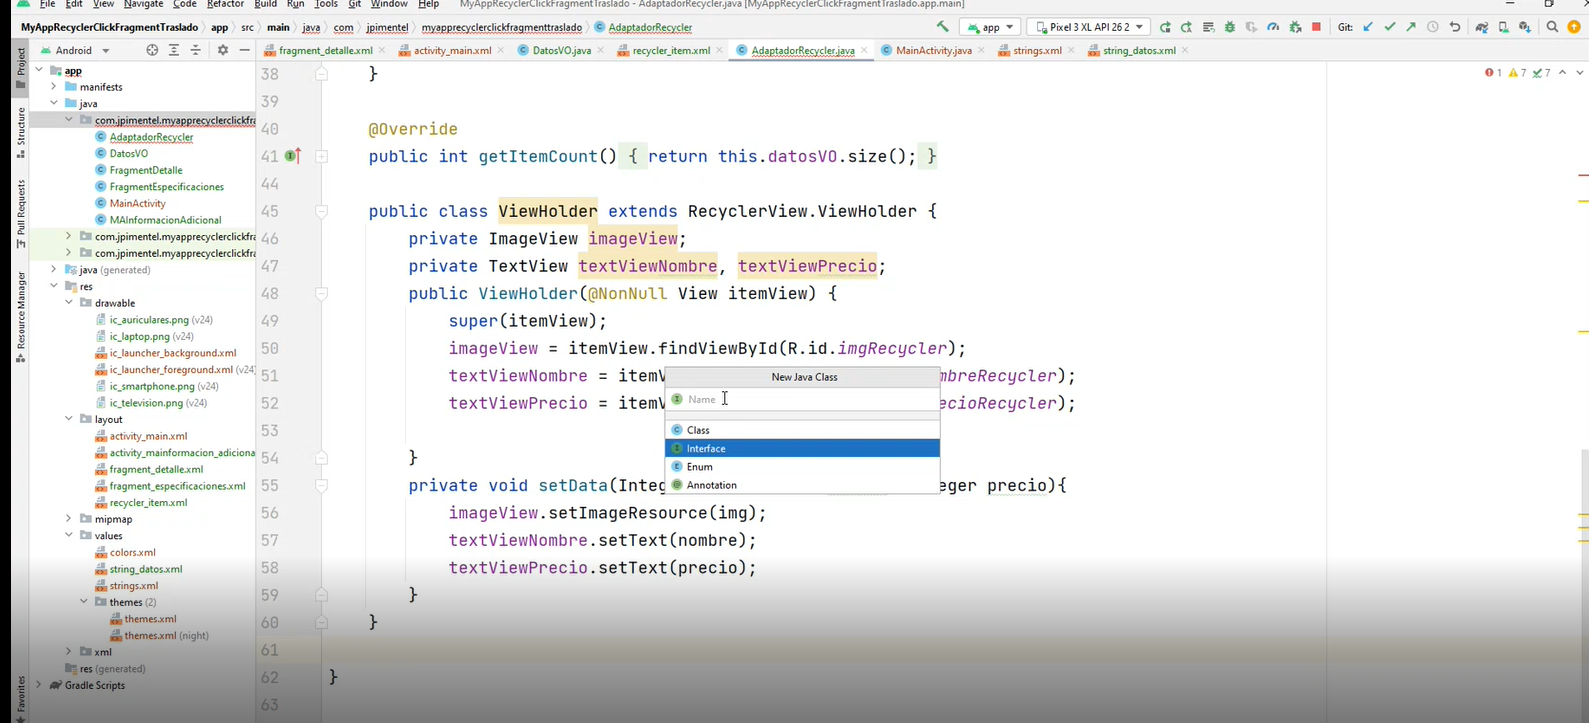 File Edit View Navigate Code Refactor Build Run Tools Git Window Help MyAppRecyclerClickFragmentTraslado - AdaptadorRecycler.java [MyAppRecyclerClickFragmentTraslado.app.main]
MyAppRecyclerClickFragmentTraslado app src main java com jpimentel myapprecyclerclickfragmenttraslado AdaptadorRecycler app Pixel 3 XL API 26 2 Git:
Android fragment_detalle.xml activity_main.xml DatosVO.java recycler_item.xml AdaptadorRecycler.java MainActivity.java strings.xml string_datos.xml
1 7 7
Project
Structure
Pull Requests
Resource Manager
Favorites
app
manifests
java
com.jpimentel.myapprecyclerclickfra
AdaptadorRecycler
DatosVO
FragmentDetalle
FragmentEspecificaciones
MainActivity
MAInformacionAdicional
com.jpimentel.myapprecyclerclickfra
com.jpimentel.myapprecyclerclickfra
java (generated)
res
drawable
ic_auriculares.png (v24)
ic_laptop.png (v24)
ic_launcher_background.xml
ic_launcher_foreground.xml (v24)
ic_smartphone.png (v24)
ic_television.png (v24)
layout
activity_main.xml
activity_mainformacion_adiciona
fragment_detalle.xml
fragment_especificaciones.xml
recycler_item.xml
mipmap
values
colors.xml
string_datos.xml
strings.xml
themes (2)
themes.xml
themes.xml (night)
xml
res (generated)
Gradle Scripts
38 }
39
40 @Override
41 public int getItemCount() { return this.datosVO.size(); }
44
45 public class ViewHolder extends RecyclerView.ViewHolder {
46 private ImageView imageView;
47 private TextView textViewNombre, textViewPrecio;
48 public ViewHolder(@NonNull View itemView) {
49 super(itemView);
50 imageView = itemView.findViewById(R.id.imgRecycler);
51 textViewNombre = itemV mbreRecycler);
52 textViewPrecio = itemV ecioRecycler);
53
54 }
55 private void setData(Integ eger precio){
56 imageView.setImageResource(img);
57 textViewNombre.setText(nombre);
58 textViewPrecio.setText(precio);
59 }
60 }
61
62 }
63
New Java Class
Name
Class
Interface
Enum
Annotation